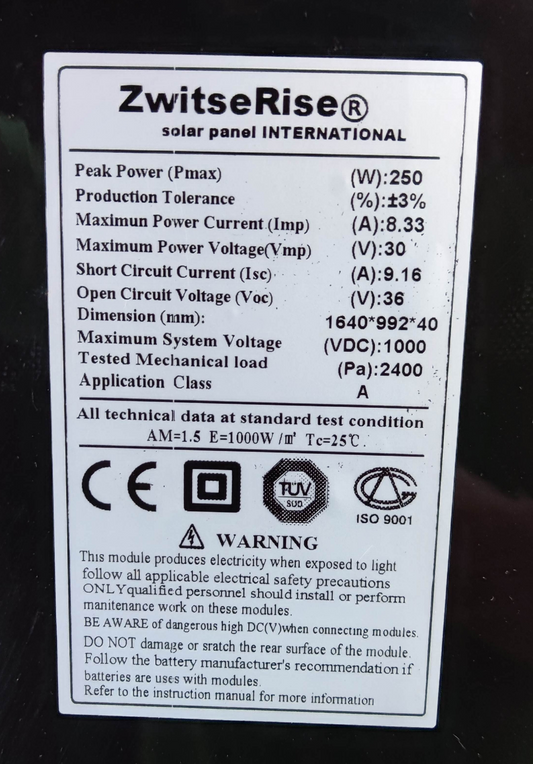 ZwitseRise®
solar panel INTERNATIONAL
Peak Power (Pmax) (W):250
Production Tolerance (%):±3%
Maximun Power Current (Imp) (A):8.33
Maximum Power Voltage(Vmp) (V):30
Short Circuit Current (Isc) (A):9.16
Open Circuit Voltage (Voc) (V):36
Dimension (mm): 1640*992*40
Maximum System Voltage (VDC):1000
Tested Mechanical load (Pa):2400
Application Class A
All technical data at standard test condition
AM=1.5 E=1000W/㎡ Tc=25℃.
CE
TUV
SUD
ISO 9001
WARNING
This module produces electricity when exposed to light
follow all applicable electrical safety precautions
ONLYqualified personnel should install or perform
manitenance work on these modules.
BE AWARE of dangerous high DC(V)when connecting modules.
DO NOT damage or sratch the rear surface of the module.
Follow the battery manufacturer's recommendation if
batteries are uses with modules.
Refer to the instruction manual for more information